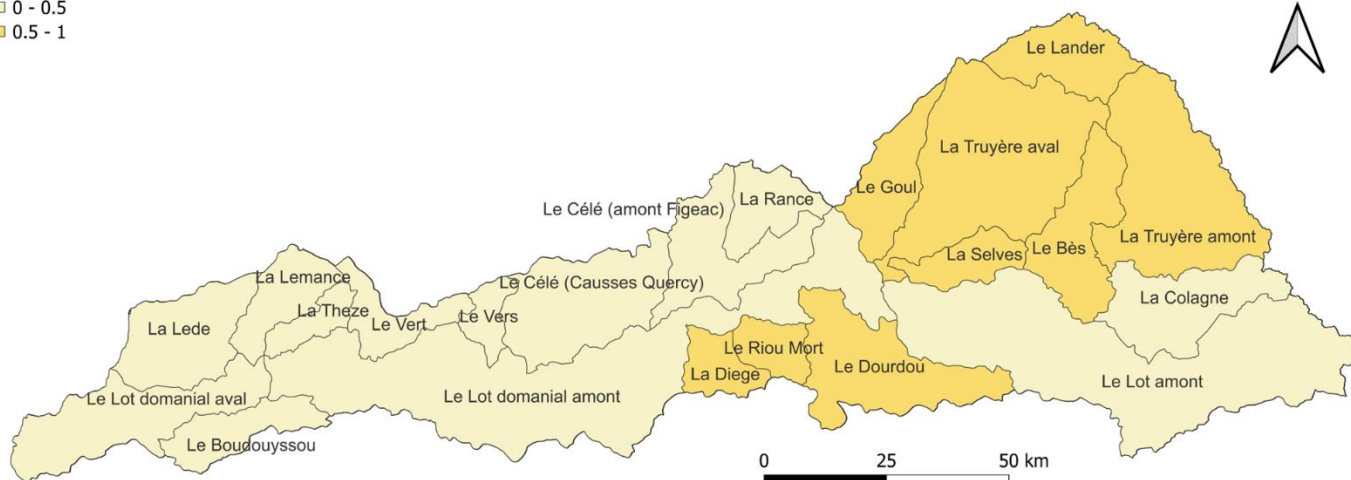 0 - 0.5
0.5 - 1
Le Lander
La Truyère aval
Le Goul
La Rance
Le Célé (amont Figeac)
La Truyère amont
Le Bès
La Selves
La Lemance
Le Célé (Causses Quercy)
La Colagne
La Theze
Le Vers
Le Vert
La Lede
Le Riou Mort
Le Dourdou
La Diege
Le Lot amont
Le Lot domanial amont
Le Lot domanial aval
Le Boudouyssou
0 25 50 km